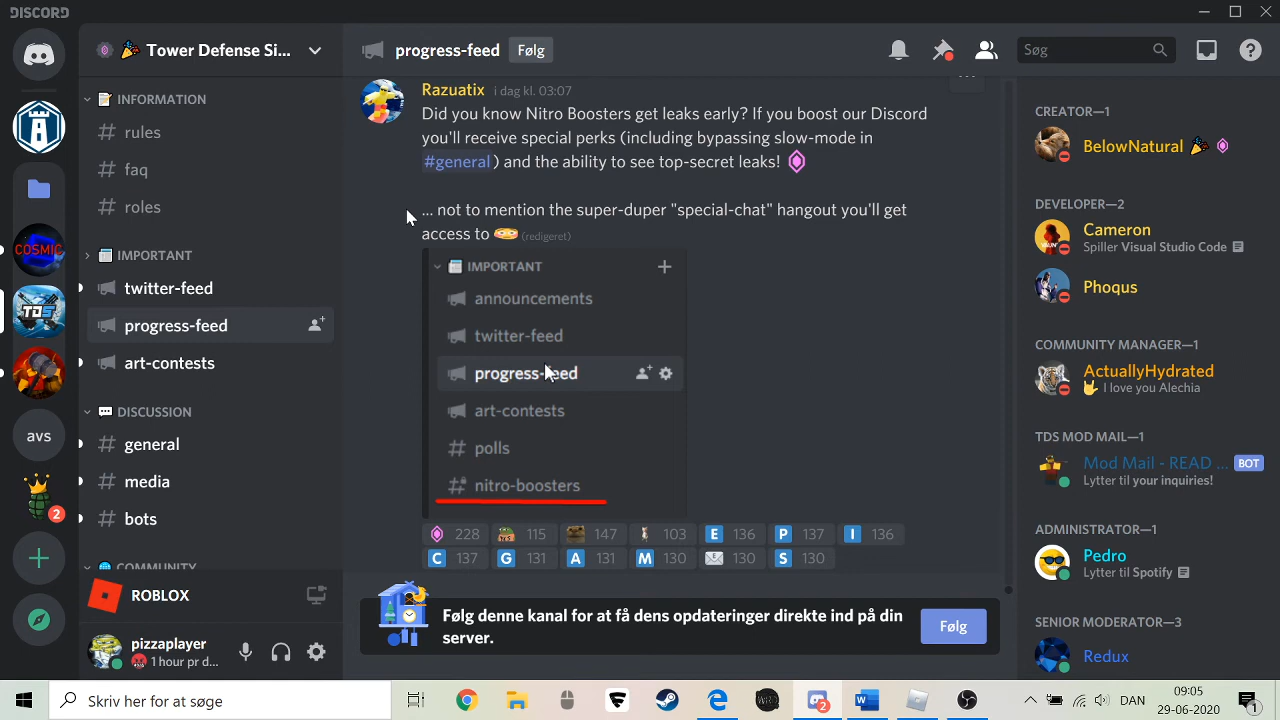 DISCORD
Tower Defense Si...
INFORMATION
# rules
# faq
# roles
IMPORTANT
twitter-feed
progress-feed
art-contests
DISCUSSION
# general
# media
# bots
COMMUNITY
ROBLOX
pizzaplayer
1 hour pr d...
COSMIC
TDS
avs
2
progress-feed
Følg
Søg
Razuatix i dag kl. 03:07
Did you know Nitro Boosters get leaks early? If you boost our Discord
you'll receive special perks (including bypassing slow-mode in
#general) and the ability to see top-secret leaks!
... not to mention the super-duper "special-chat" hangout you'll get
access to (redigeret)
IMPORTANT
announcements
twitter-feed
progress-feed
art-contests
# polls
# nitro-boosters
228 115 147 103 E 136 P 137 I 136
C 137 G 131 A 131 M 130 130 S 130
Følg denne kanal for at få dens opdateringer direkte ind på din
server.
Følg
CREATOR—1
BelowNatural
DEVELOPER—2
Cameron
Spiller Visual Studio Code
Phoqus
COMMUNITY MANAGER—1
ActuallyHydrated
I love you Alechia
TDS MOD MAIL—1
Mod Mail - READ ... BOT
Lytter til your inquiries!
ADMINISTRATOR—1
Pedro
Lytter til Spotify
SENIOR MODERATOR—3
Redux
Skriv her for at søge
2
DAN
09:05
29-06-2020
1